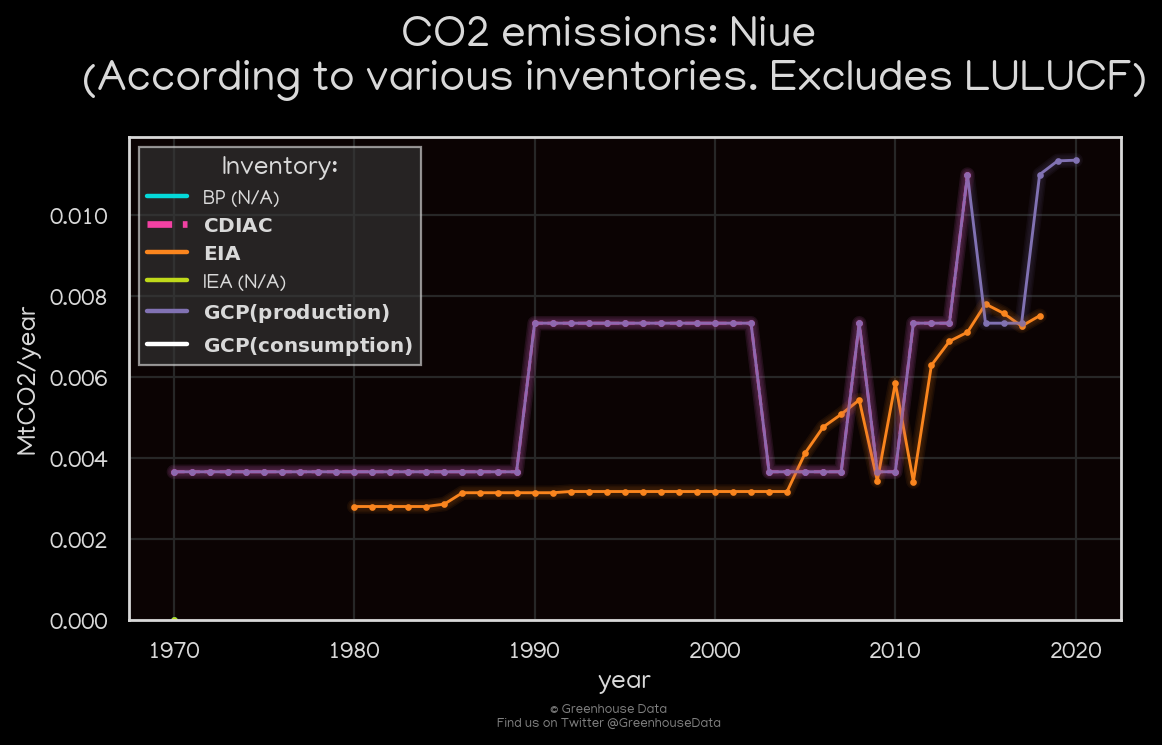 CO2 emissions: Niue
(According to various inventories. Excludes LULUCF)
Inventory:
BP (N/A)
CDIAC
EIA
IEA (N/A)
GCP(production)
GCP(consumption)
MtCO2/year
0.010
0.008
0.006
0.004
0.002
0.000
1970 1980 1990 2000 2010 2020
year
© Greenhouse Data
Find us on Twitter @GreenhouseData